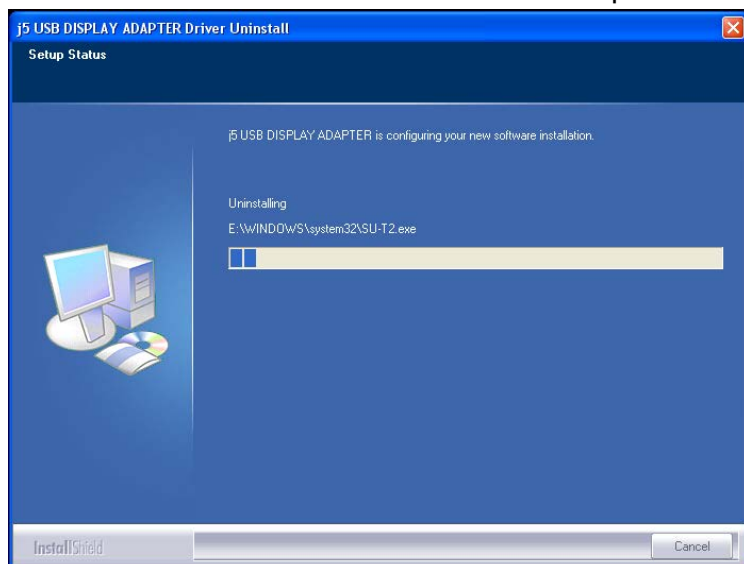 j5 USB DISPLAY ADAPTER Driver Uninstall
Setup Status
j5 USB DISPLAY ADAPTER is configuring your new software installation.
Uninstalling
E:\WINDOWS\system32\SU-T2.exe
InstallShield
Cancel